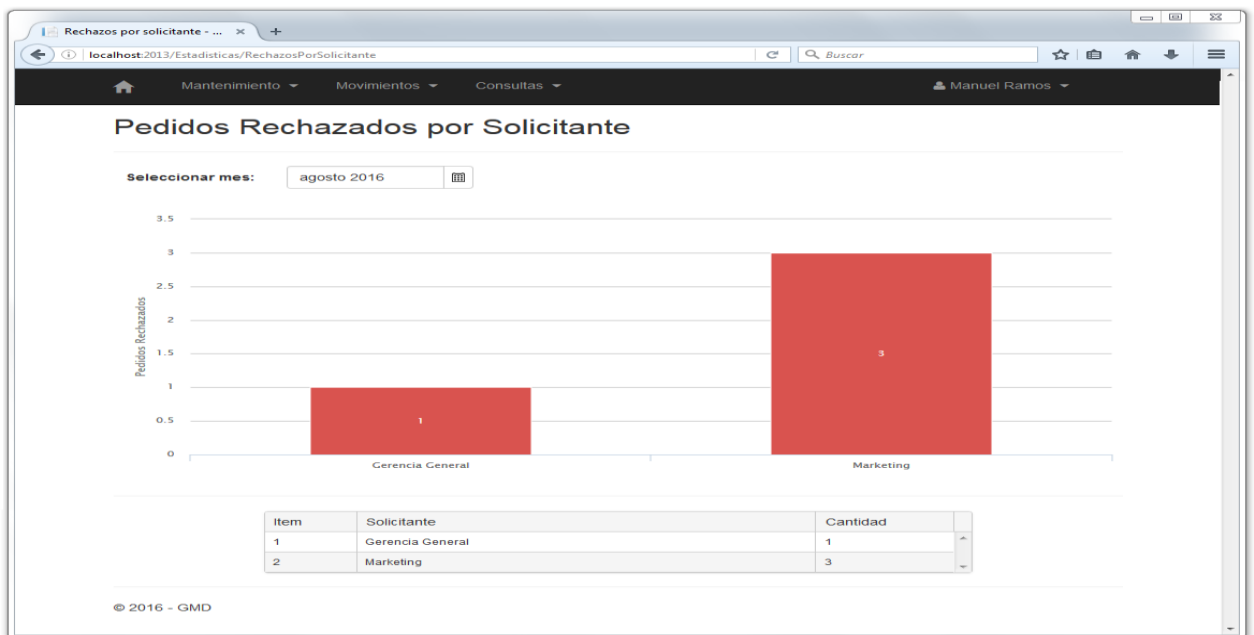 Rechazos por solicitante - ...
localhost:2013/Estadisticas/RechazosPorSolicitante
Buscar
Mantenimiento Movimientos Consultas Manuel Ramos
Pedidos Rechazados por Solicitante
Seleccionar mes: agosto 2016
Pedidos Rechazados
3.5
3
2.5
2
1.5
1
0.5
0
1
3
Gerencia General Marketing
Item Solicitante Cantidad
1 Gerencia General 1
2 Marketing 3
© 2016 - GMD